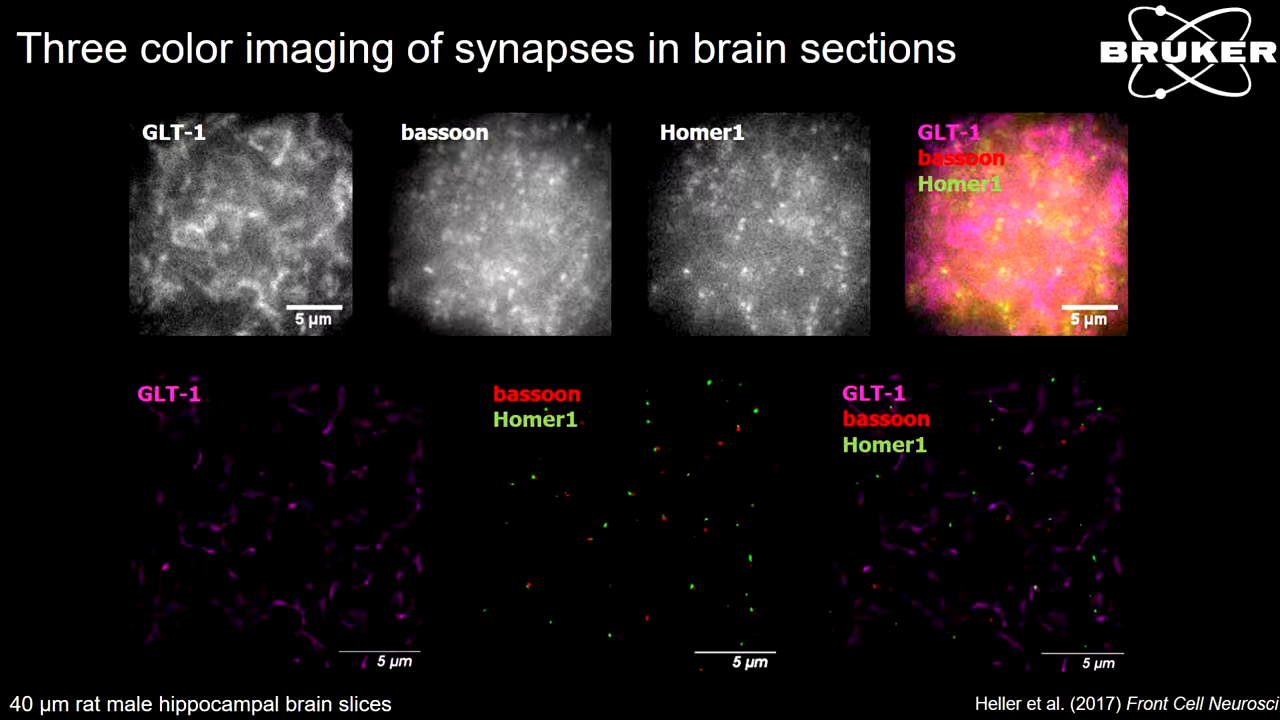 Three color imaging of synapses in brain sections
BRUKER
GLT-1
bassoon
Homer1
GLT-1
bassoon
Homer1
5 µm
5 µm
GLT-1
bassoon
Homer1
GLT-1
bassoon
Homer1
5 µm
5 µm
5 µm
40 µm rat male hippocampal brain slices
Heller et al. (2017) Front Cell Neurosci